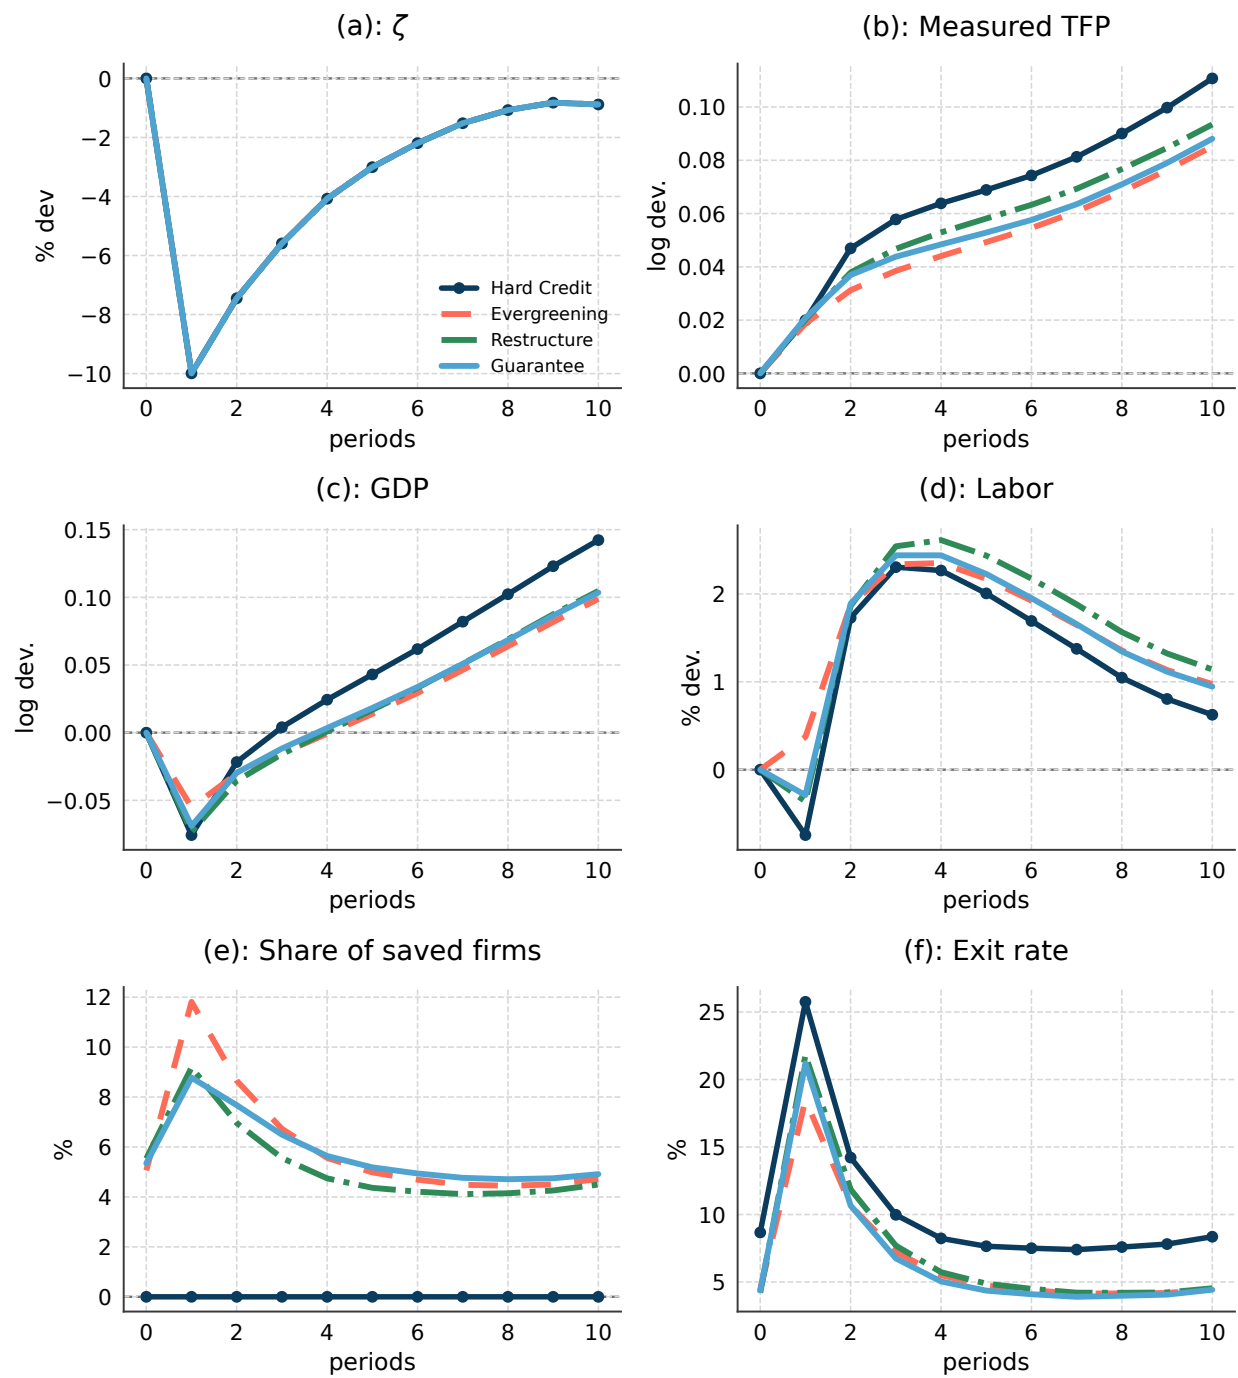 (a): ζ
% dev
0
−2
−4
−6
−8
−10
Hard Credit
Evergreening
Restructure
Guarantee
0 2 4 6 8 10
periods
(b): Measured TFP
log dev.
0.10
0.08
0.06
0.04
0.02
0.00
0 2 4 6 8 10
periods
(c): GDP
log dev.
0.15
0.10
0.05
0.00
−0.05
0 2 4 6 8 10
periods
(d): Labor
% dev.
2
1
0
0 2 4 6 8 10
periods
(e): Share of saved firms
%
12
10
8
6
4
2
0
0 2 4 6 8 10
periods
(f): Exit rate
%
25
20
15
10
5
0 2 4 6 8 10
periods